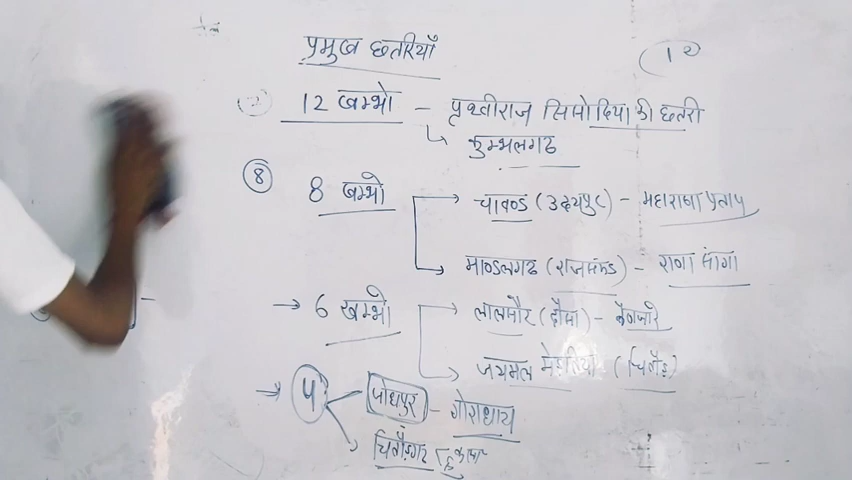 प्रमुख छतरियाँ
12 खम्भो - पृथ्वीराज सिसोदिया की छतरी
कुम्भलगढ
8
8 खम्भो
चावण्ड (उदयपुर) - महाराणा प्रताप
माण्डलगढ (राजसमंद) - राणा सांगा
6 खम्भो
लालसौर (दौसा) - बंजारे
जयमल मेड़तिया (चितौड़)
जोधपुर - गोराधाय
चितौड़गढ़